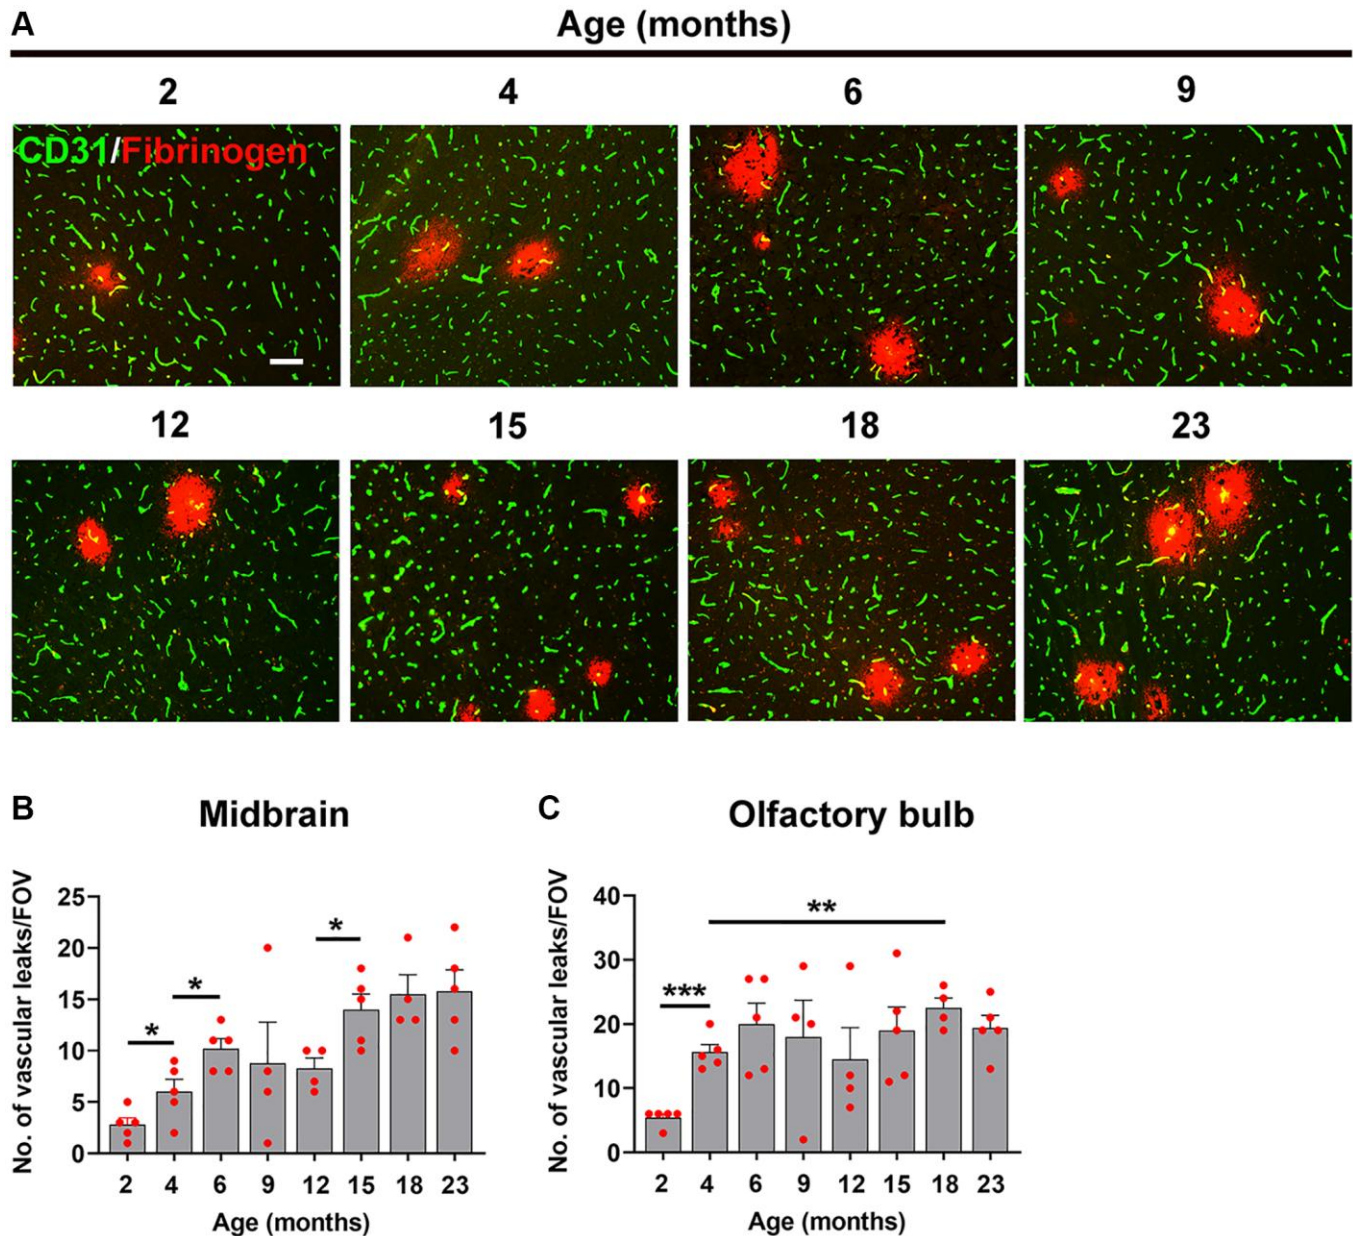 A
Age (months)
2 4 6 9
CD31/Fibrinogen
12 15 18 23
B Midbrain
No. of vascular leaks/FOV
25
20
15
10
5
0
* * *
2 4 6 9 12 15 18 23
Age (months)
C Olfactory bulb
No. of vascular leaks/FOV
40
30
20
10
0
*** **
2 4 6 9 12 15 18 23
Age (months)